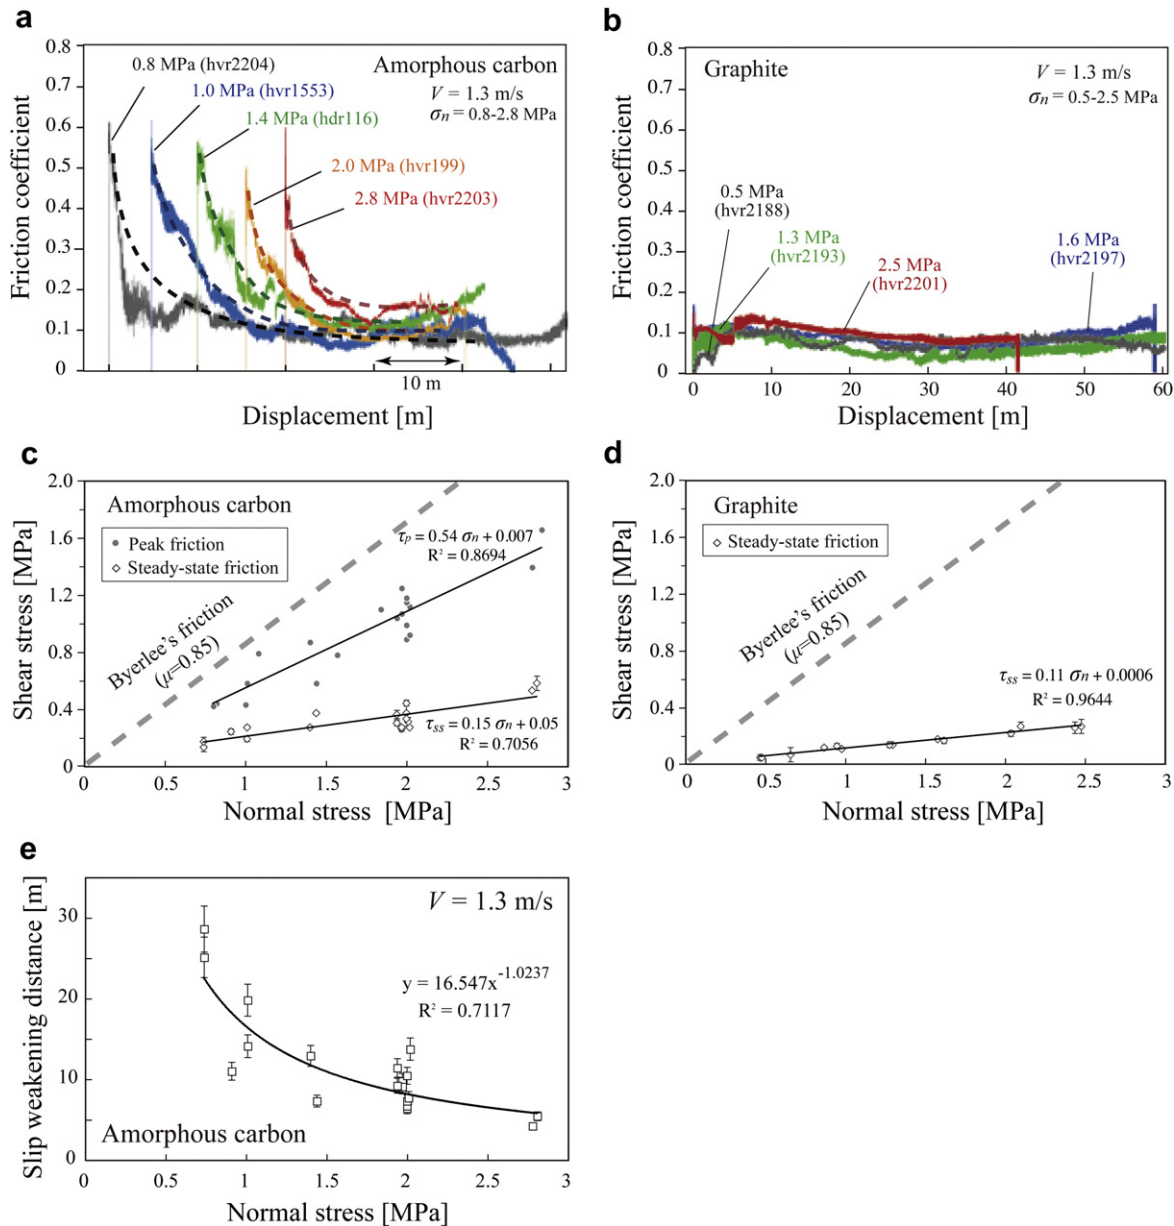 a
0.8
0.7
0.6
0.5
0.4
0.3
0.2
0.1
0
Friction coefficient
0.8 MPa (hvr2204)
1.0 MPa (hvr1553)
1.4 MPa (hdr116)
2.0 MPa (hvr199)
2.8 MPa (hvr2203)
Amorphous carbon
V = 1.3 m/s
σn = 0.8-2.8 MPa
10 m
Displacement [m]
b
0.8
0.7
0.6
0.5
0.4
0.3
0.2
0.1
0
Friction coefficient
Graphite
V = 1.3 m/s
σn = 0.5-2.5 MPa
0.5 MPa
(hvr2188)
1.3 MPa
(hvr2193)
2.5 MPa
(hvr2201)
1.6 MPa
(hvr2197)
0 10 20 30 40 50 60
Displacement [m]
c
2.0
1.6
1.2
0.8
0.4
0
Shear stress [MPa]
Amorphous carbon
Peak friction
Steady-state friction
Byerlee's friction
(μ=0.85)
τp = 0.54 σn + 0.007
R² = 0.8694
τss = 0.15 σn + 0.05
R² = 0.7056
0 0.5 1 1.5 2 2.5 3
Normal stress [MPa]
d
2.0
1.6
1.2
0.8
0.4
0
Shear stress [MPa]
Graphite
Steady-state friction
Byerlee's friction
(μ=0.85)
τss = 0.11 σn + 0.0006
R² = 0.9644
0 0.5 1 1.5 2 2.5 3
Normal stress [MPa]
e
30
20
10
0
Slip weakening distance [m]
V = 1.3 m/s
y = 16.547x^-1.0237
R² = 0.7117
Amorphous carbon
0 0.5 1 1.5 2 2.5 3
Normal stress [MPa]